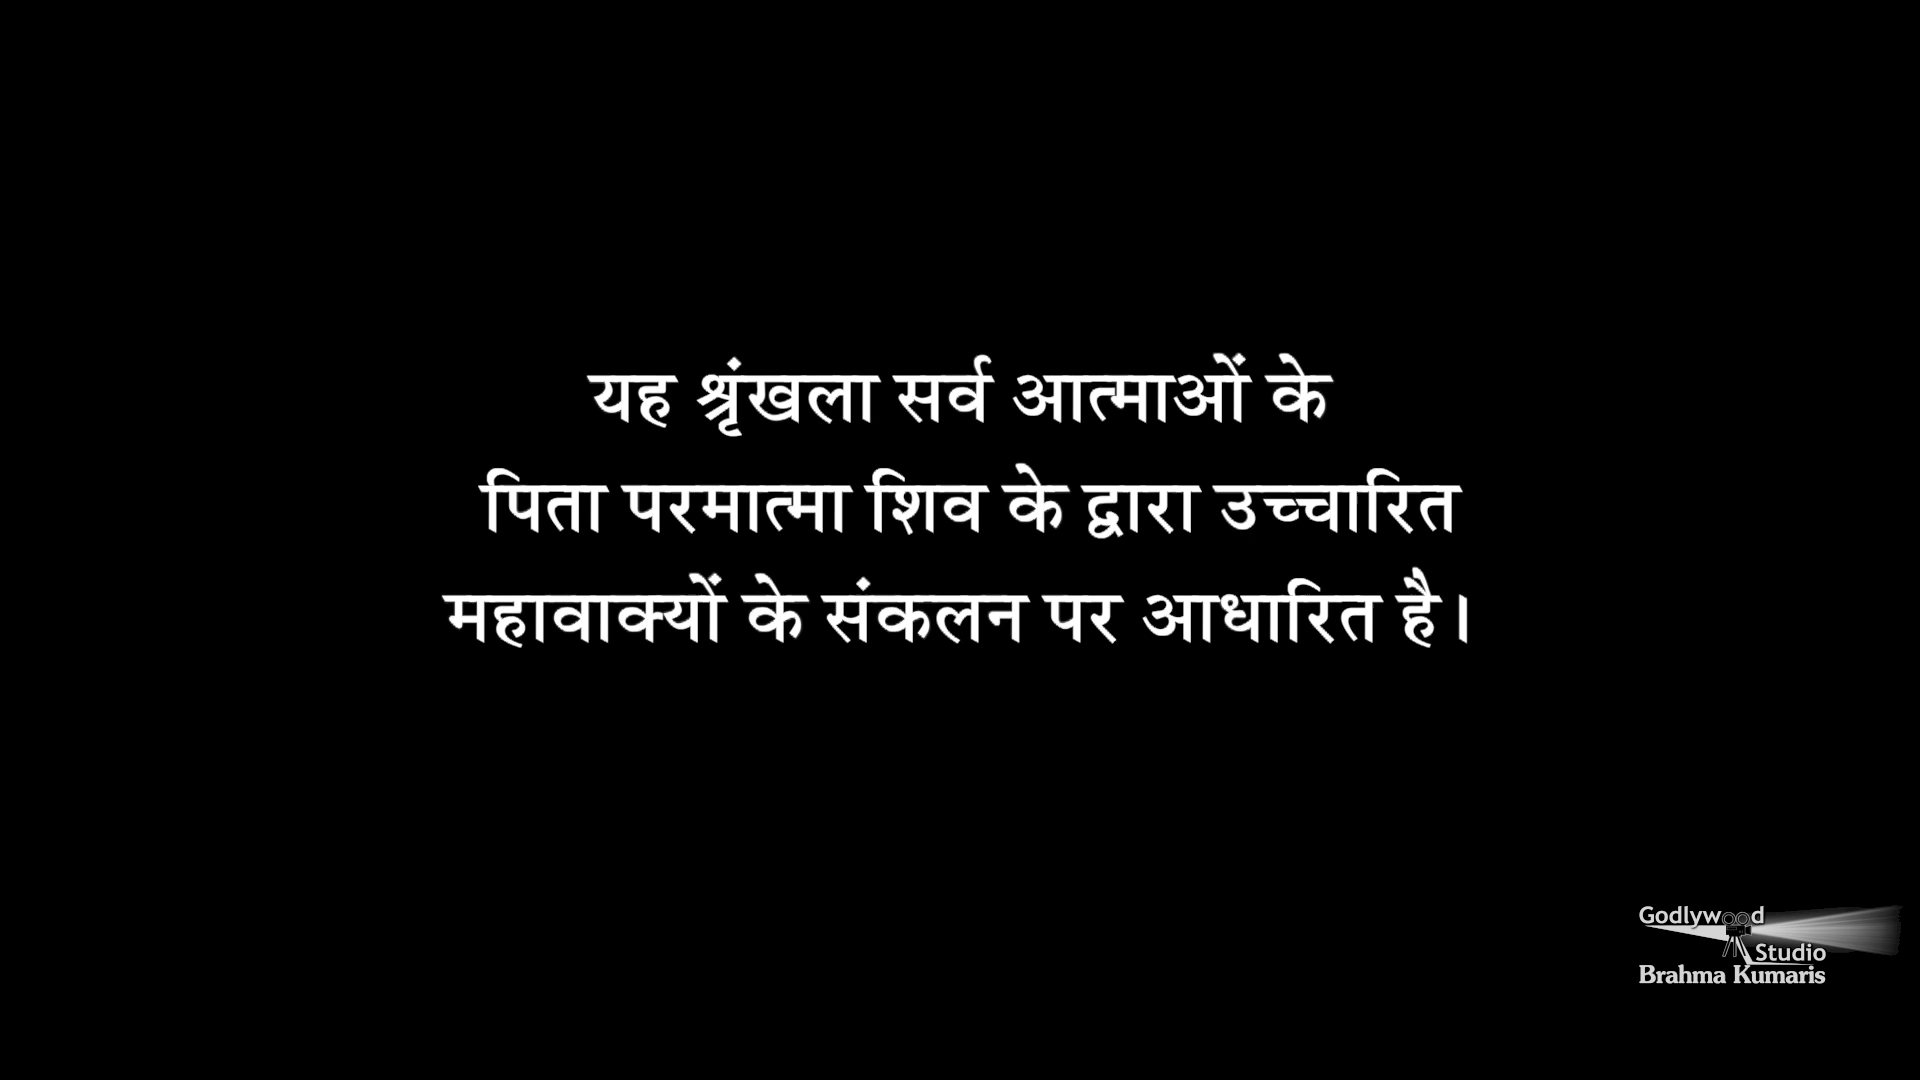 यह श्रृंखला सर्व आत्माओं के
पिता परमात्मा शिव के द्वारा उच्चारित
महावाक्यों के संकलन पर आधारित है।
Godlywood
Studio
Brahma Kumaris